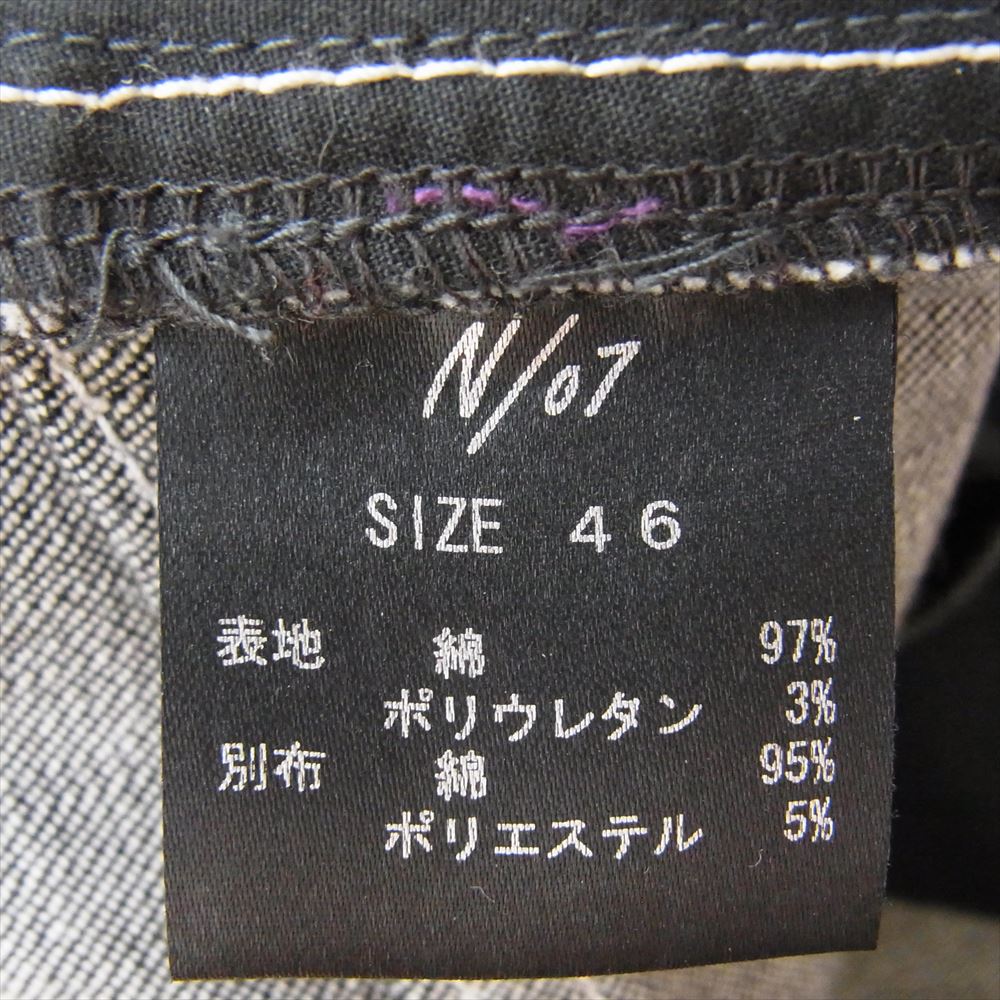 N/07
SIZE 46
表地 綿 97%
ポリウレタン 3%
別布 綿 95%
ポリエステル 5%